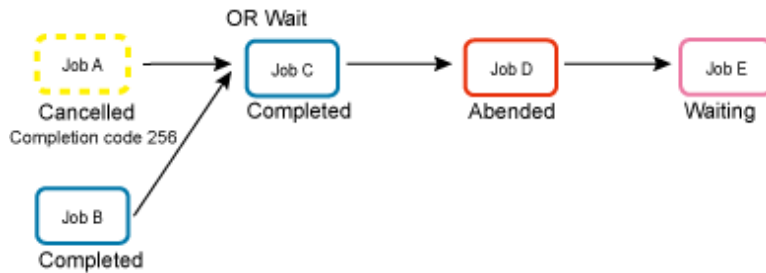 OR Wait
Job A
Job C
Job D
Job E
Cancelled
Completed
Abended
Waiting
Completion code 256
Job B
Completed